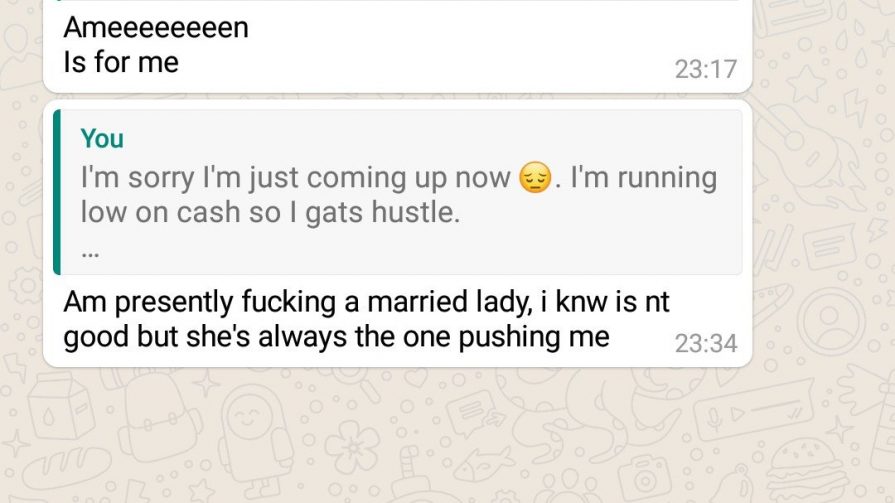 Ameeeeeeeen
Is for me
23:17
You
I'm sorry I'm just coming up now 😔. I'm running
low on cash so I gats hustle.
...
Am presently fucking a married lady, i knw is nt
good but she's always the one pushing me
23:34